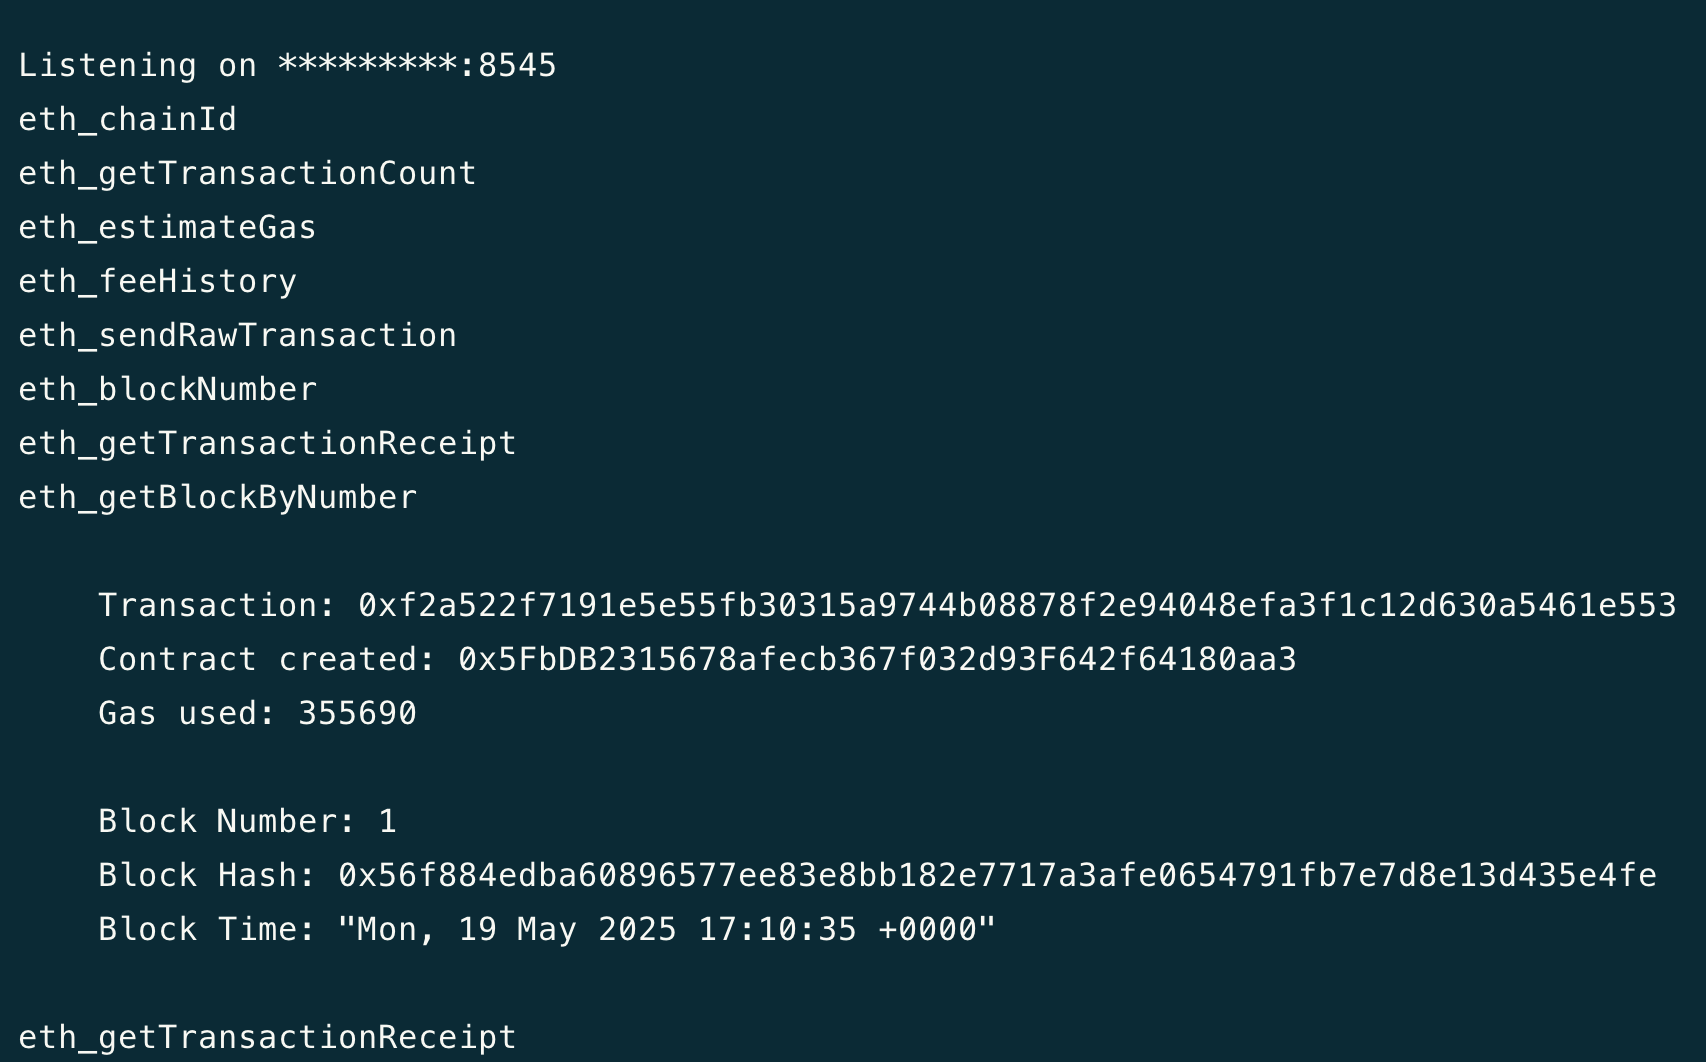 Listening on *********:8545
eth_chainId
eth_getTransactionCount
eth_estimateGas
eth_feeHistory
eth_sendRawTransaction
eth_blockNumber
eth_getTransactionReceipt
eth_getBlockByNumber
Transaction: 0xf2a522f7191e5e55fb30315a9744b08878f2e94048efa3f1c12d630a5461e553
Contract created: 0x5FbDB2315678afecb367f032d93F642f64180aa3
Gas used: 355690
Block Number: 1
Block Hash: 0x56f884edba60896577ee83e8bb182e7717a3afe0654791fb7e7d8e13d435e4fe
Block Time: "Mon, 19 May 2025 17:10:35 +0000"
eth_getTransactionReceipt